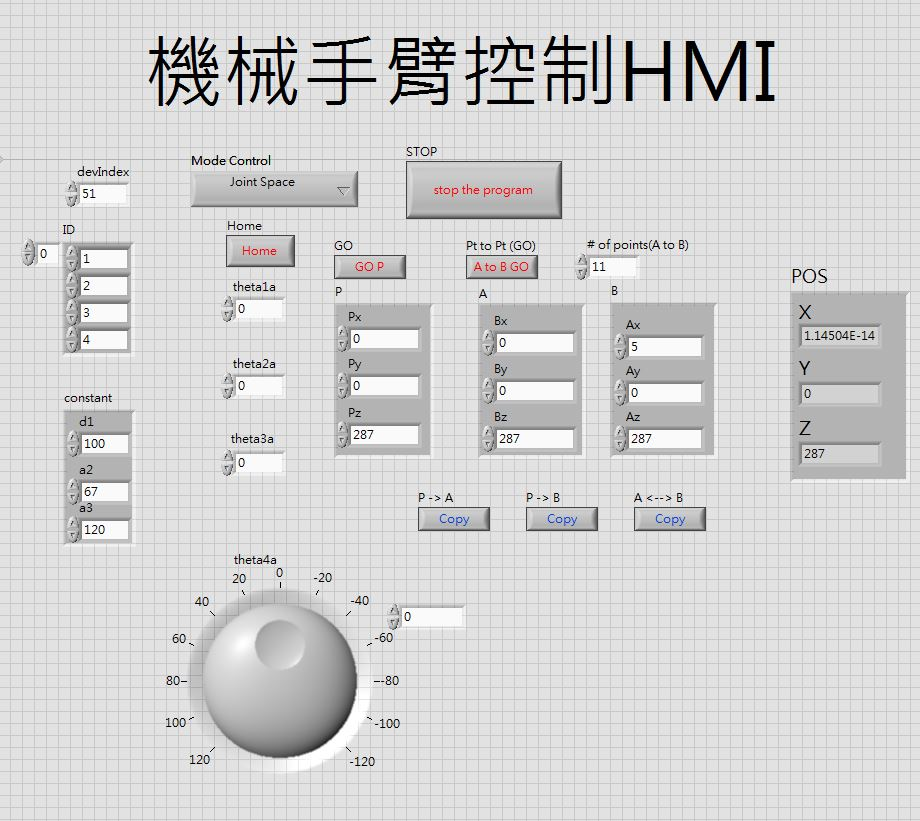 機械手臂控制HMI
STOP
devIndex
51
Mode Control
Joint Space
stop the program
ID
0
1
2
3
4
Home
Home
GO
GO P
Pt to Pt (GO)
A to B GO
# of points(A to B)
11
theta1a
0
theta2a
0
theta3a
0
P
Px
0
Py
0
Pz
287
A
Bx
0
By
0
Bz
287
B
Ax
5
Ay
0
Az
287
POS
X
1.14504E-14
Y
0
Z
287
constant
d1
100
a2
67
a3
120
P -> A
Copy
P -> B
Copy
A <--> B
Copy
theta4a
0
20
-20
40
-40
0
60
-60
80
-80
100
-100
120
-120